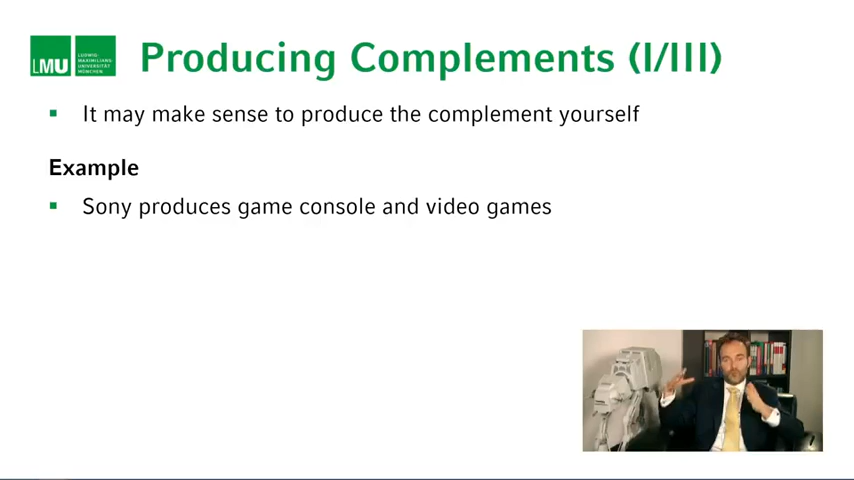 LMU
LUDWIG-
MAXIMILIANS-
UNIVERSITÄT
MÜNCHEN
Producing Complements (I/III)
▪ It may make sense to produce the complement yourself
Example
▪ Sony produces game console and video games